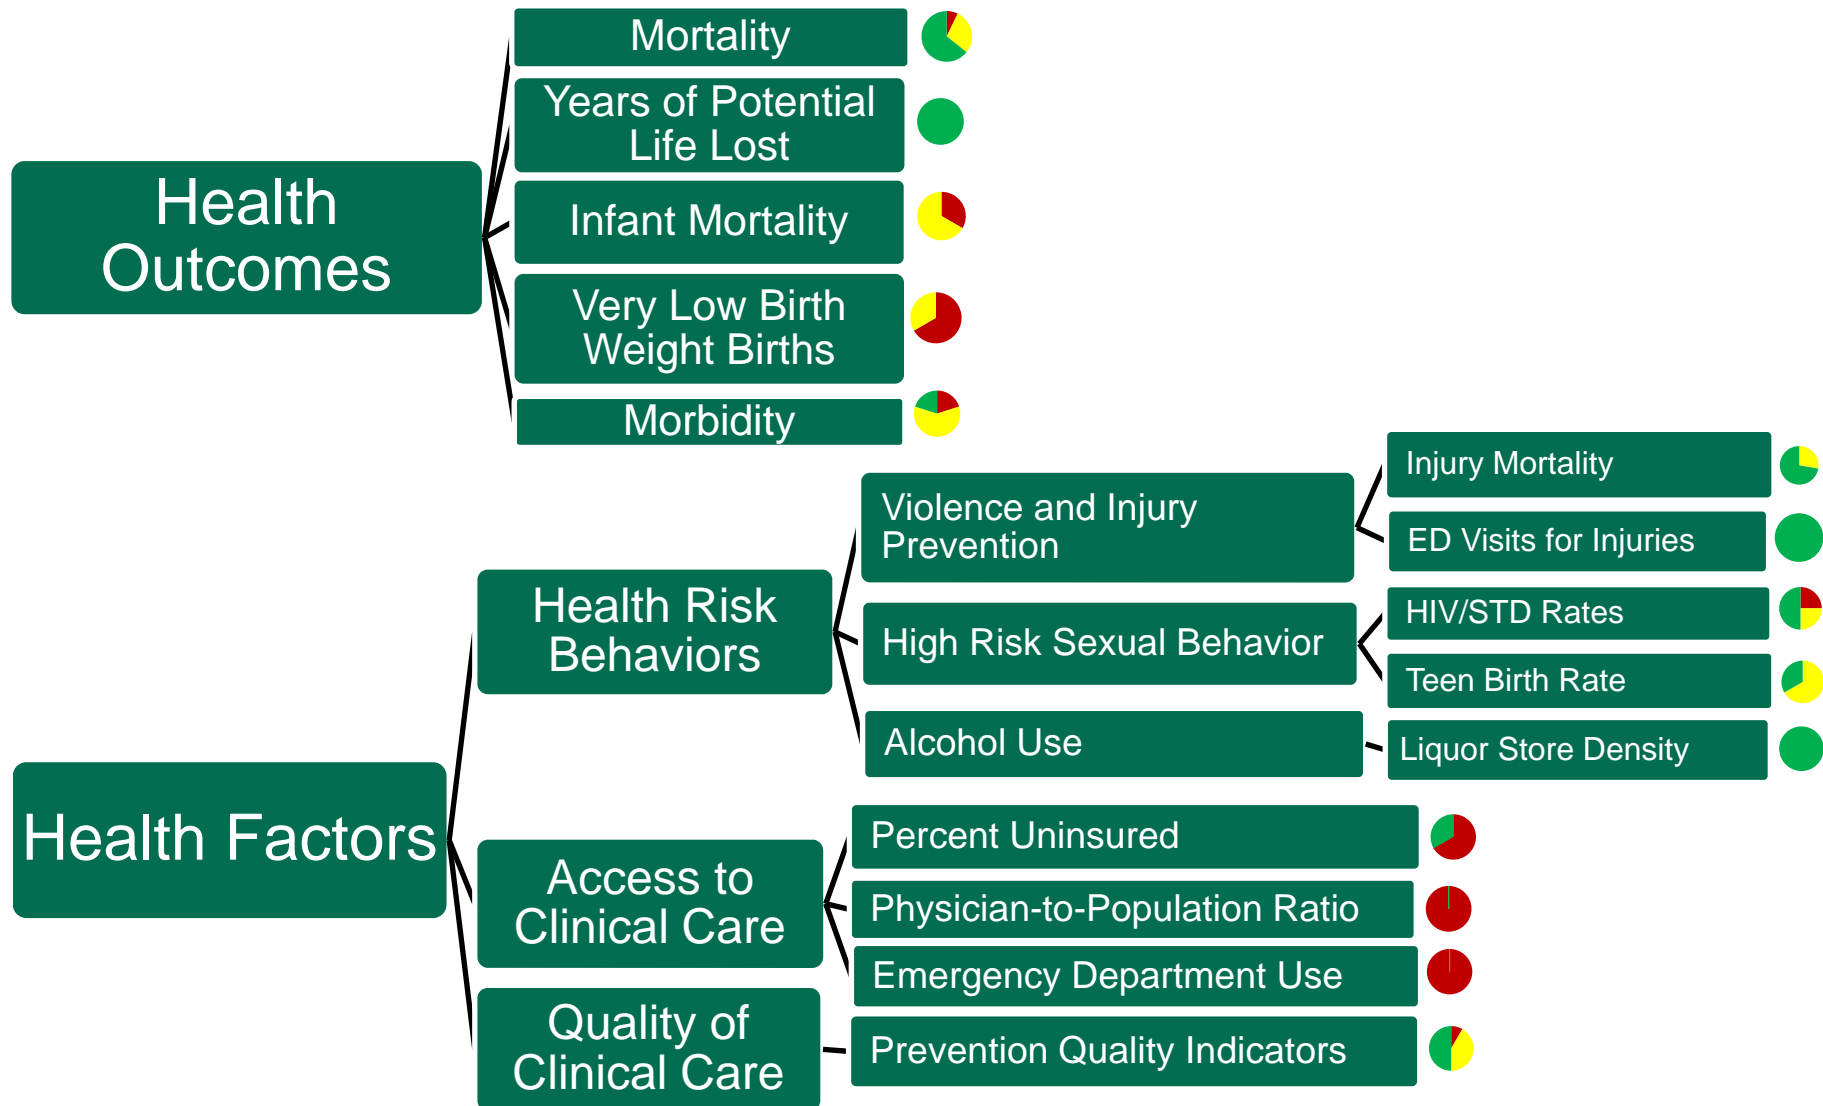 Mortality
Years of Potential
Life Lost
Health
Outcomes
Infant Mortality
Very Low Birth
Weight Births
Morbidity
Injury Mortality
Violence and Injury
Prevention
ED Visits for Injuries
Health Risk
Behaviors
High Risk Sexual Behavior
HIV/STD Rates
Teen Birth Rate
Alcohol Use
Liquor Store Density
Health Factors
Percent Uninsured
Access to
Clinical Care
Physician-to-Population Ratio
Emergency Department Use
Quality of
Clinical Care
Prevention Quality Indicators